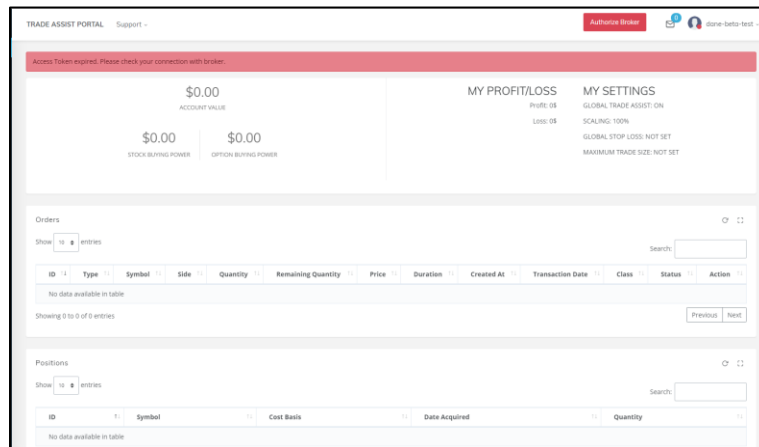 TRADE ASSIST PORTAL Support
Authorize Broker 0 dane-beta-test
Access Token expired. Please check your connection with broker.
$0.00
ACCOUNT VALUE
$0.00 $0.00
STOCK BUYING POWER OPTION BUYING POWER
MY PROFIT/LOSS
Profit: 0$
Loss: 0$
MY SETTINGS
GLOBAL TRADE ASSIST: ON
SCALING: 100%
GLOBAL STOP LOSS: NOT SET
MAXIMUM TRADE SIZE: NOT SET
Orders
Show 10 entries
Search:
ID Type Symbol Side Quantity Remaining Quantity Price Duration Created At Transaction Date Class Status Action
No data available in table
Showing 0 to 0 of 0 entries
Previous Next
Positions
Show 10 entries
Search:
ID Symbol Cost Basis Date Acquired Quantity
No data available in table